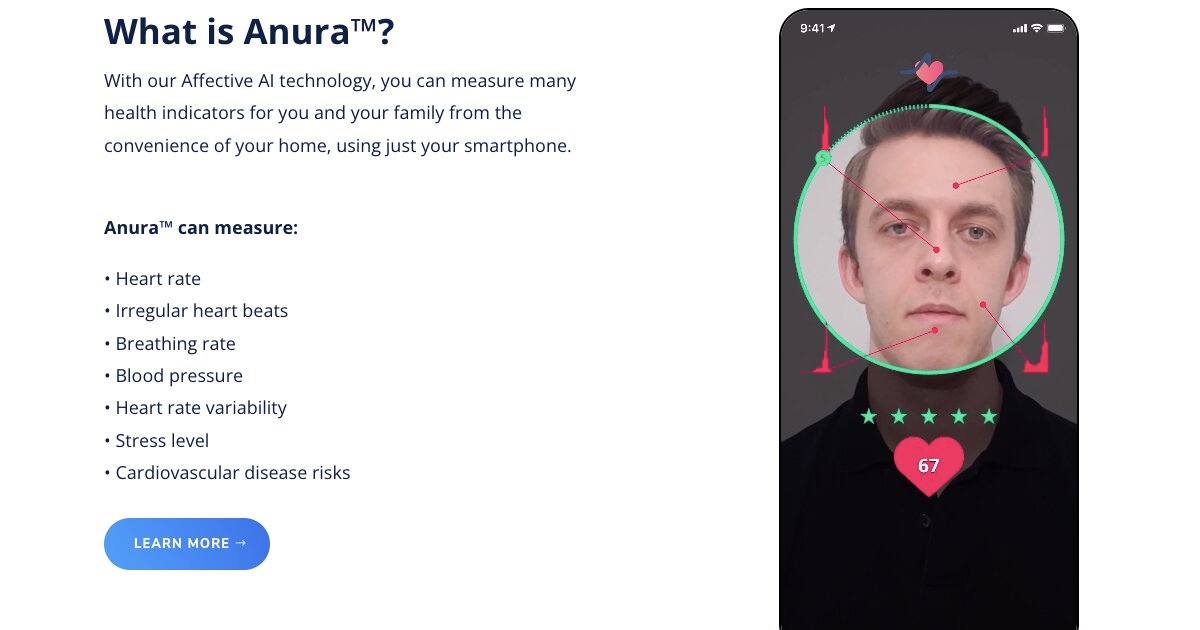 What is Anura™?
With our Affective AI technology, you can measure many
health indicators for you and your family from the
convenience of your home, using just your smartphone.
Anura™ can measure:
• Heart rate
• Irregular heart beats
• Breathing rate
• Blood pressure
• Heart rate variability
• Stress level
• Cardiovascular disease risks
LEARN MORE →
9:41
5
67